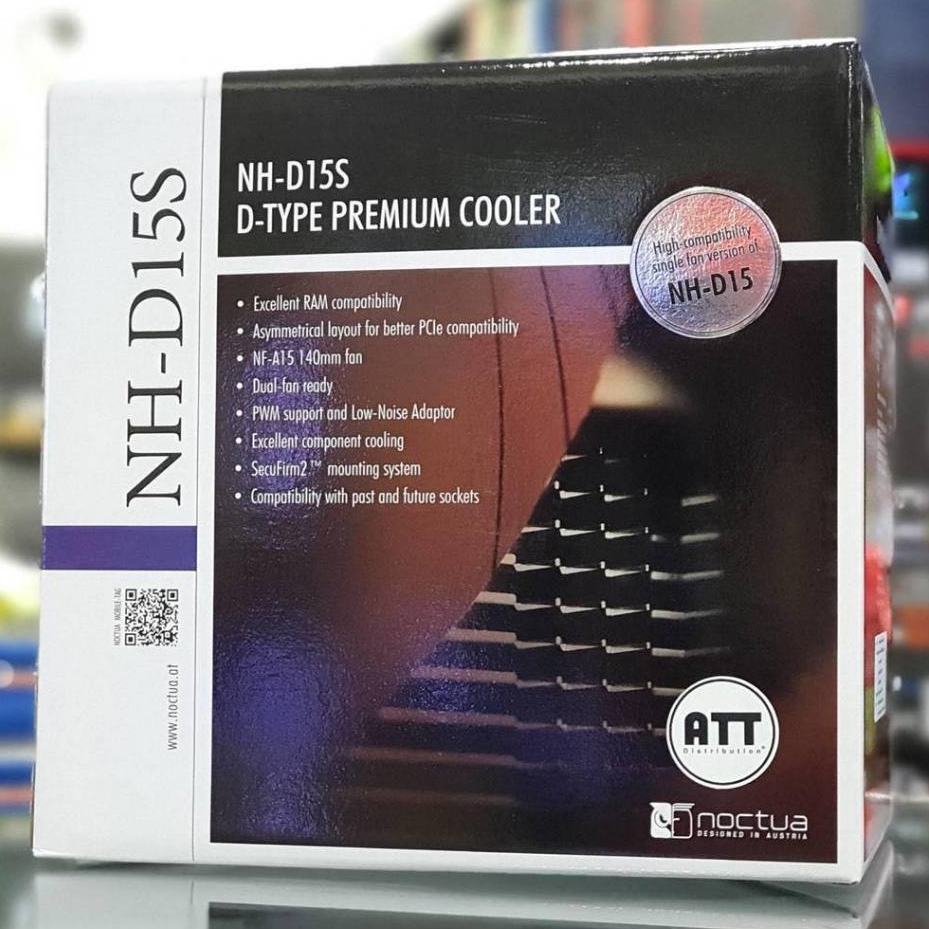 NH-D15S
D-TYPE PREMIUM COOLER
High-compatibility
single fan version of
NH-D15
• Excellent RAM compatibility
• Asymmetrical layout for better PCIe compatibility
• NF-A15 140mm fan
• Dual-fan ready
• PWM support and Low-Noise Adaptor
• Excellent component cooling
• SecuFirm2™ mounting system
• Compatibility with past and future sockets
NH-D15S
NOCTUA MOBILE-TAG
www.noctua.at
ATT
Distribution®
noctua
DESIGNED IN AUSTRIA